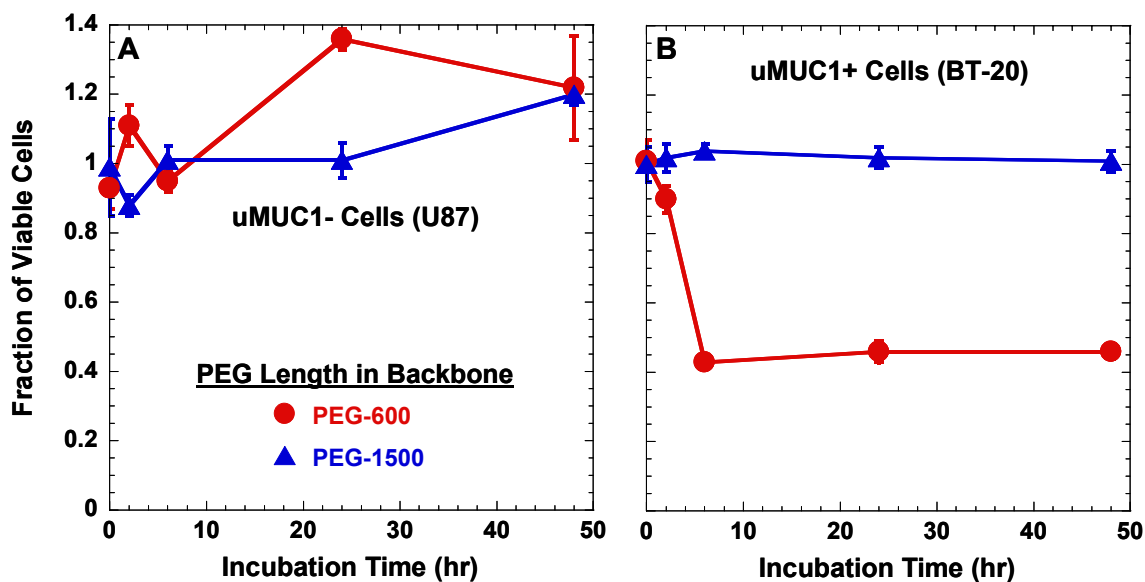 A
B
uMUC1- Cells (U87)
uMUC1+ Cells (BT-20)
Fraction of Viable Cells
1.4
1.2
1
0.8
0.6
0.4
0.2
0
PEG Length in Backbone
PEG-600
PEG-1500
0 10 20 30 40 50
0 10 20 30 40 50
Incubation Time (hr)
Incubation Time (hr)